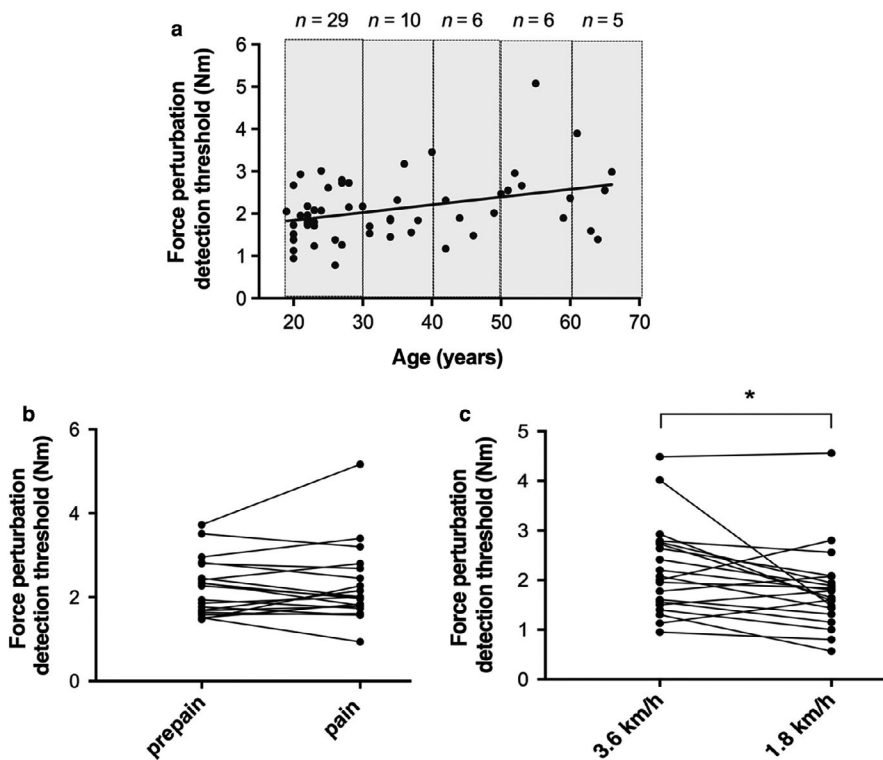 n = 29 n = 10 n = 6 n = 6 n = 5
a
Force perturbation
detection threshold (Nm)
6
5
4
3
2
1
0
20 30 40 50 60 70
Age (years)
b
Force perturbation
detection threshold (Nm)
6
4
2
0
prepain pain
c
*
Force perturbation
detection threshold (Nm)
5
4
3
2
1
0
3.6 km/h 1.8 km/h